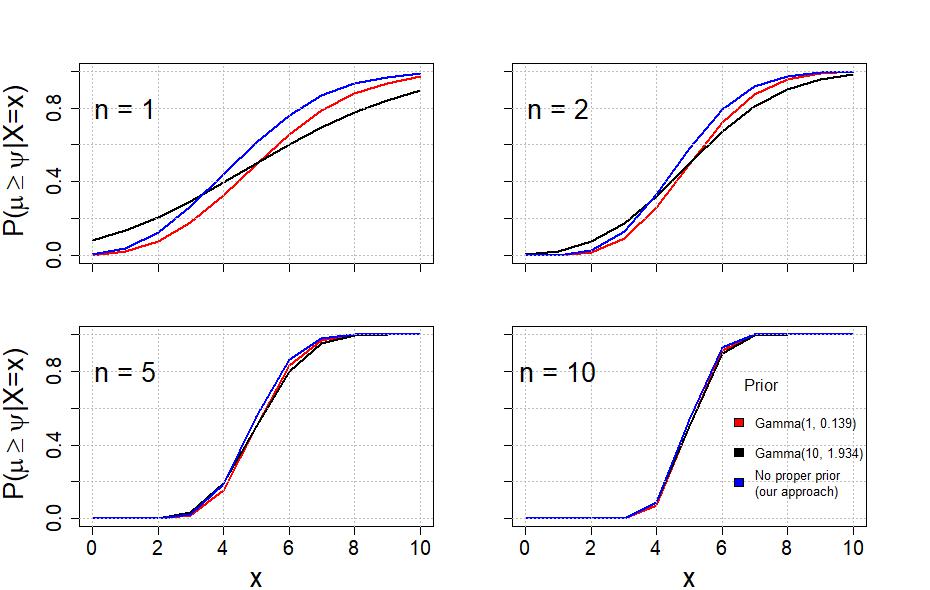 P(μ ≥ ψ|X=x)
0.0 0.4 0.8
n = 1
n = 2
P(μ ≥ ψ|X=x)
0.0 0.4 0.8
n = 5
n = 10
Prior
Gamma(1, 0.139)
Gamma(10, 1.934)
No proper prior
(our approach)
0 2 4 6 8 10
0 2 4 6 8 10
x
x